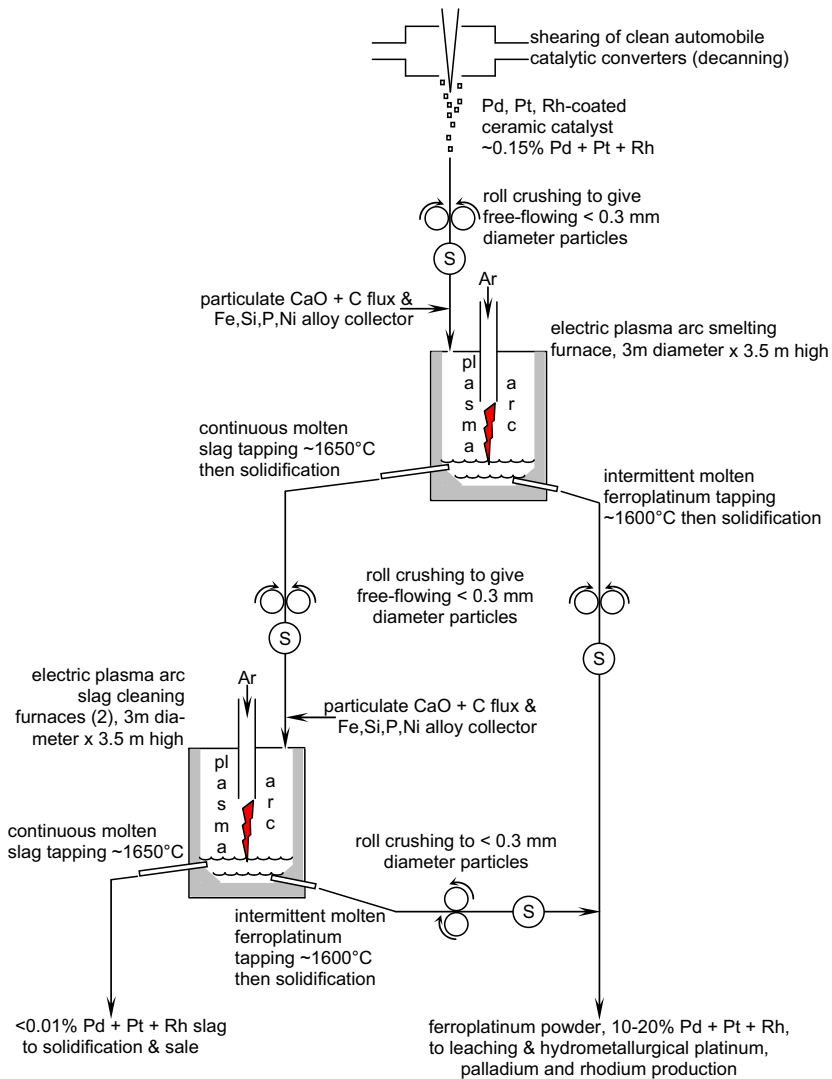 shearing of clean automobile
catalytic converters (decanning)
Pd, Pt, Rh-coated
ceramic catalyst
~0.15% Pd + Pt + Rh
roll crushing to give
free-flowing < 0.3 mm
diameter particles
S
Ar
particulate CaO + C flux &
Fe,Si,P,Ni alloy collector
electric plasma arc smelting
furnace, 3m diameter x 3.5 m high
pl
a
s
m
a
a
r
c
continuous molten
slag tapping ~1650°C
then solidification
intermittent molten
ferroplatinum tapping
~1600°C then solidification
roll crushing to give
free-flowing < 0.3 mm
diameter particles
S
S
electric plasma arc
slag cleaning
furnaces (2), 3m dia-
meter x 3.5 m high
Ar
particulate CaO + C flux &
Fe,Si,P,Ni alloy collector
pl
a
s
m
a
a
r
c
continuous molten
slag tapping ~1650°C
roll crushing to < 0.3 mm
diameter particles
S
intermittent molten
ferroplatinum
tapping ~1600°C
then solidification
<0.01% Pd + Pt + Rh slag
to solidification & sale
ferroplatinum powder, 10-20% Pd + Pt + Rh,
to leaching & hydrometallurgical platinum,
palladium and rhodium production